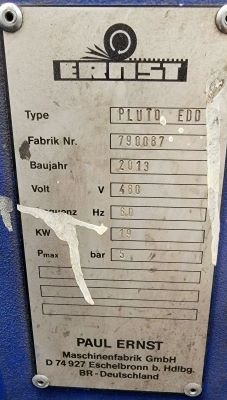 ERNST
Type PLUTO EDD
Fabrik Nr. 790087
Baujahr 2013
Volt V 480
Hz 60
KW 19
Pmax bar 5
PAUL ERNST
Maschinenfabrik GmbH
D 74 927 Eschelbronn b. Hdlbg.
BR - Deutschland